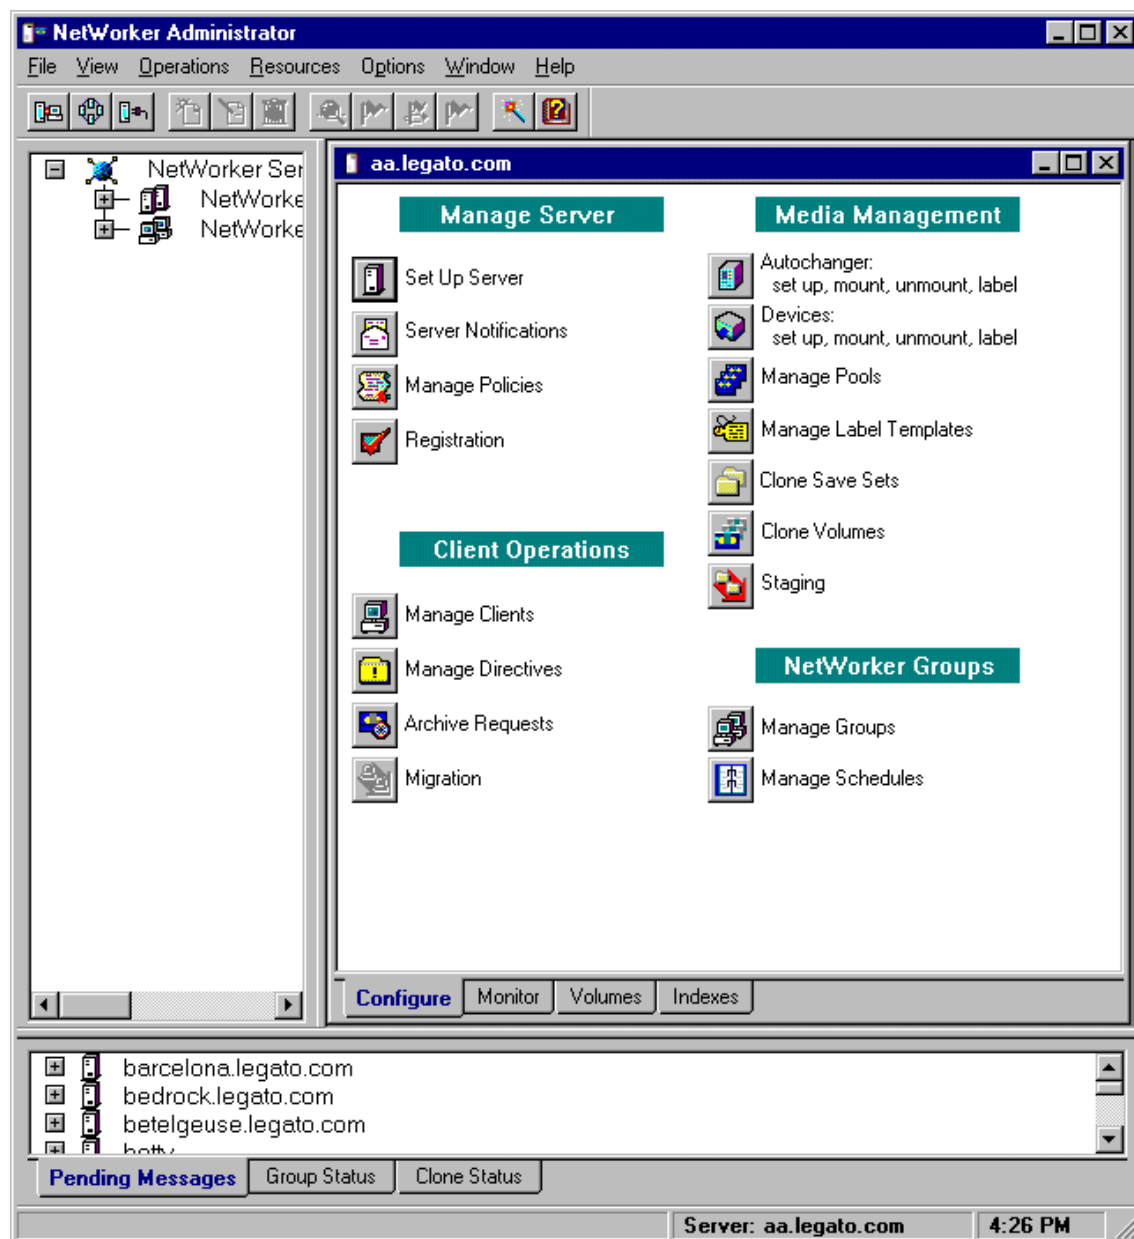 NetWorker Administrator
File View Operations Resources Options Window Help
NetWorker Ser
NetWorke
NetWorke
aa.legato.com
Manage Server
Set Up Server
Server Notifications
Manage Policies
Registration
Client Operations
Manage Clients
Manage Directives
Archive Requests
Migration
Media Management
Autochanger:
set up, mount, unmount, label
Devices:
set up, mount, unmount, label
Manage Pools
Manage Label Templates
Clone Save Sets
Clone Volumes
Staging
NetWorker Groups
Manage Groups
Manage Schedules
Configure Monitor Volumes Indexes
barcelona.legato.com
bedrock.legato.com
betelgeuse.legato.com
Pending Messages Group Status Clone Status
Server: aa.legato.com 4:26 PM